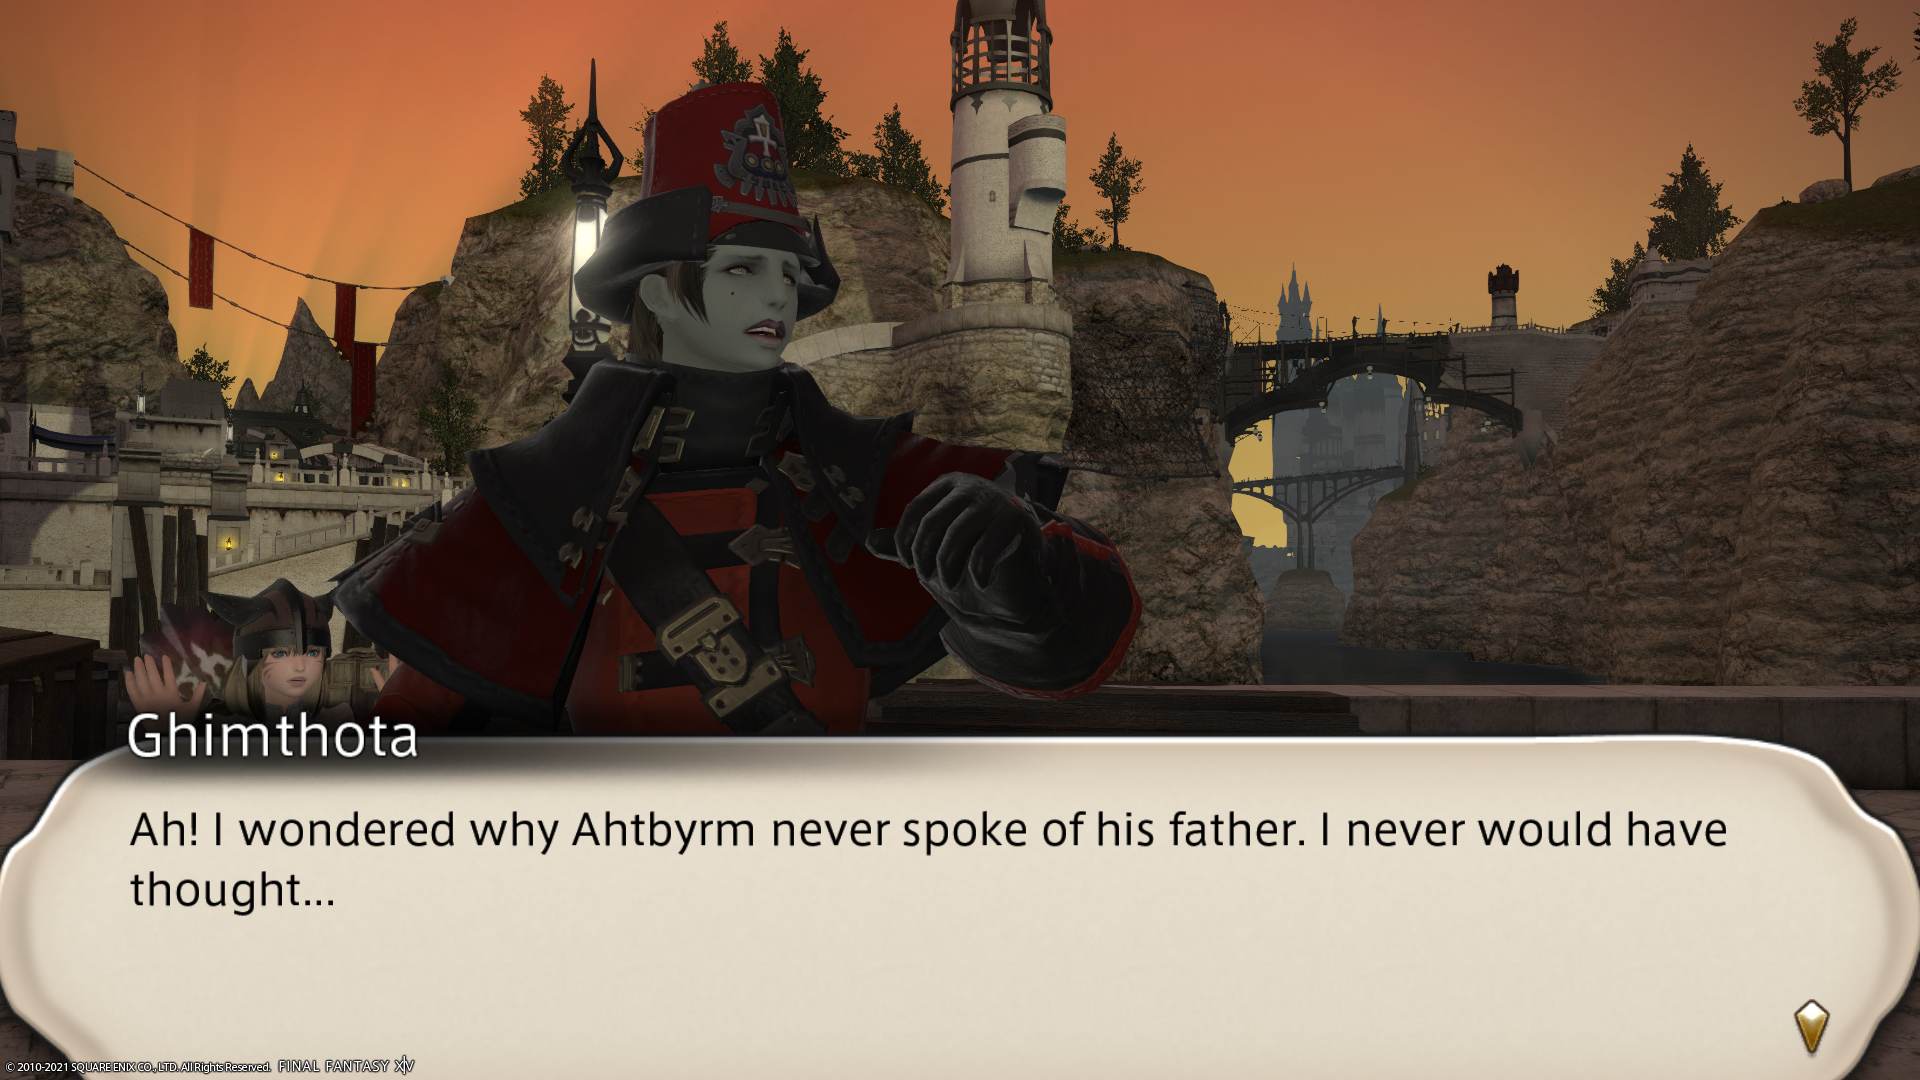 Ghimthota
Ah! I wondered why Ahtbyrm never spoke of his father. I never would have
thought...
© 2010-2021 SQUARE ENIX CO., LTD. All Rights Reserved. FINAL FANTASY XIV